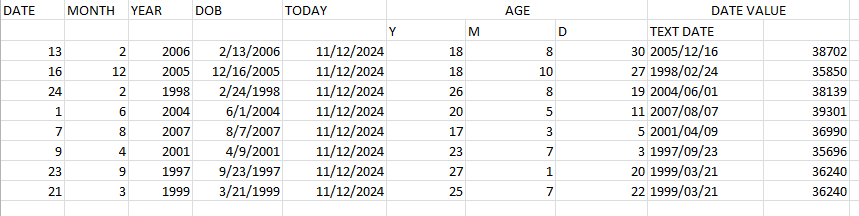 DATE MONTH YEAR DOB TODAY AGE DATE VALUE
Y M D TEXT DATE
13 2 2006 2/13/2006 11/12/2024 18 8 30 2005/12/16 38702
16 12 2005 12/16/2005 11/12/2024 18 10 27 1998/02/24 35850
24 2 1998 2/24/1998 11/12/2024 26 8 19 2004/06/01 38139
1 6 2004 6/1/2004 11/12/2024 20 5 11 2007/08/07 39301
7 8 2007 8/7/2007 11/12/2024 17 3 5 2001/04/09 36990
9 4 2001 4/9/2001 11/12/2024 23 7 3 1997/09/23 35696
23 9 1997 9/23/1997 11/12/2024 27 1 20 1999/03/21 36240
21 3 1999 3/21/1999 11/12/2024 25 7 22 1999/03/21 36240